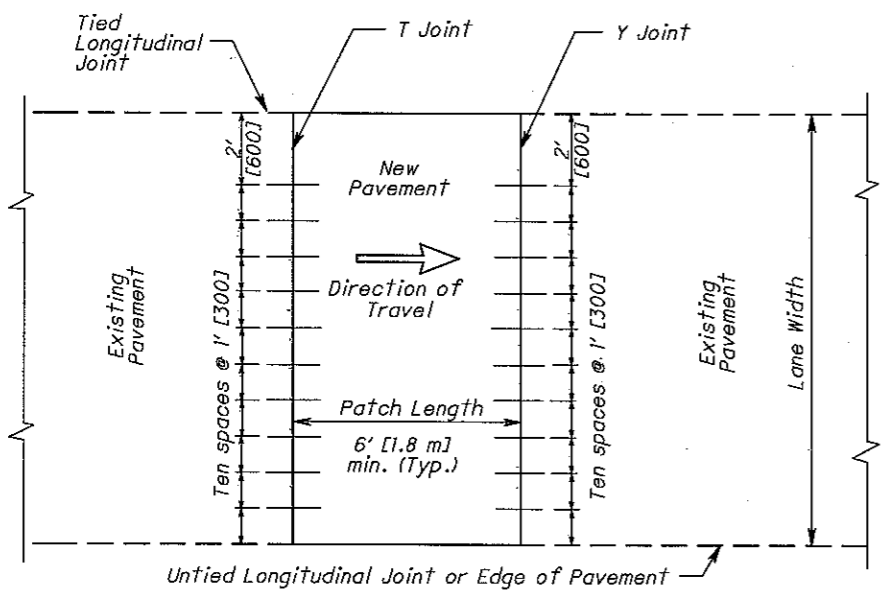 Tied
Longitudinal
Joint
T Joint
Y Joint
2'
[600]
2'
[600]
New
Pavement
Direction of
Travel
Existing
Pavement
Ten spaces @ 1' [300]
Patch Length
6' [1.8 m]
min. (Typ.)
Ten spaces @ 1' [300]
Existing
Pavement
Lane Width
Untied Longitudinal Joint or Edge of Pavement